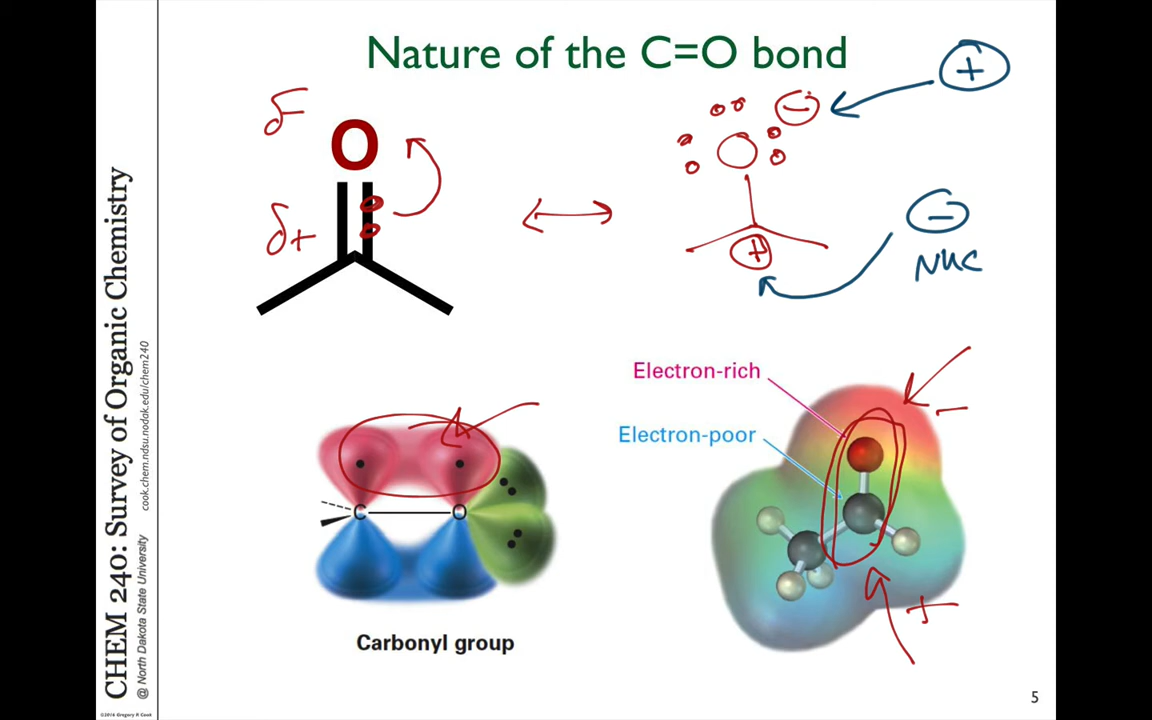 Nature of the C=O bond
δ-
O
δ+
-
+
O
+
-
NUC
Electron-rich
Electron-poor
-
+
C
O
Carbonyl group
CHEM 240: Survey of Organic Chemistry
@ North Dakota State University
cook.chem.ndsu.nodak.edu/chem240
©2016 Gregory R. Cook
5